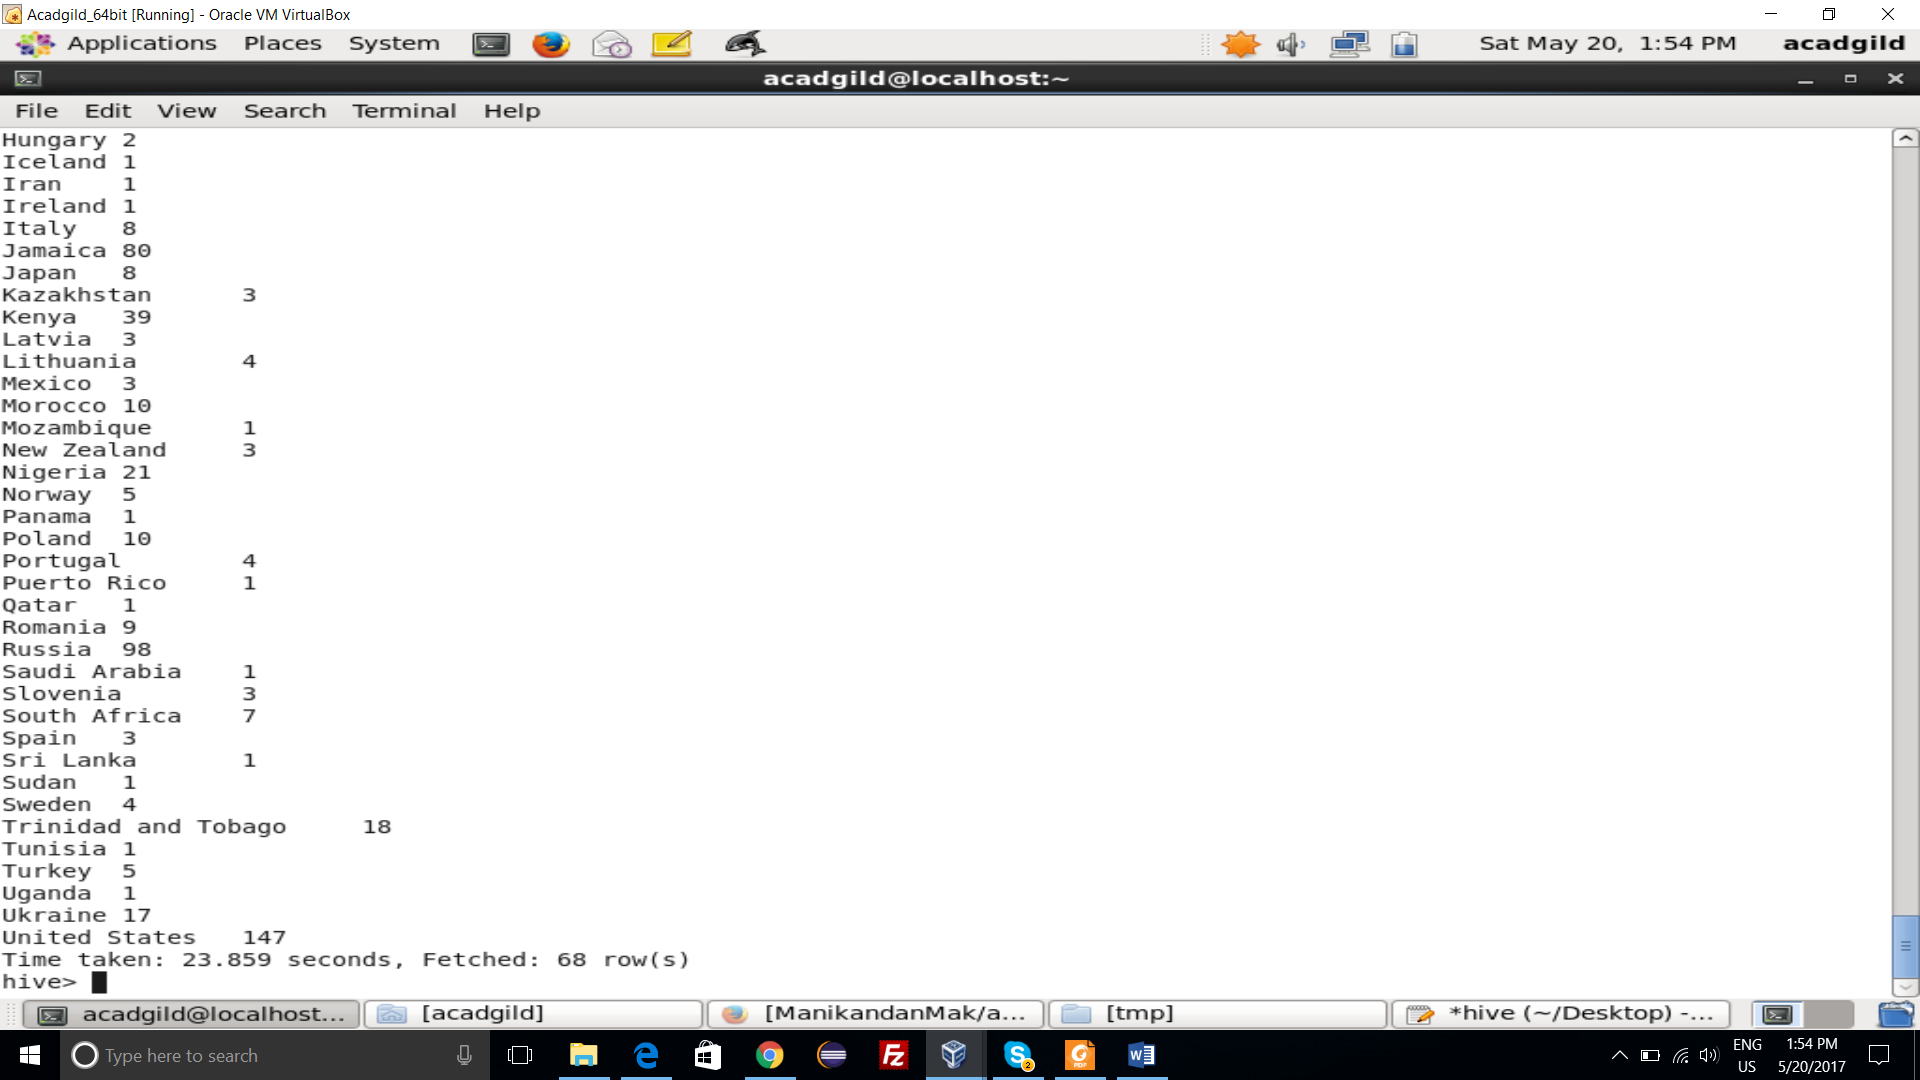 Acadgild_64bit [Running] - Oracle VM VirtualBox
Applications Places System Sat May 20, 1:54 PM acadgild
acadgild@localhost:~
File Edit View Search Terminal Help
Hungary 2
Iceland 1
Iran 1
Ireland 1
Italy 8
Jamaica 80
Japan 8
Kazakhstan 3
Kenya 39
Latvia 3
Lithuania 4
Mexico 3
Morocco 10
Mozambique 1
New Zealand 3
Nigeria 21
Norway 5
Panama 1
Poland 10
Portugal 4
Puerto Rico 1
Qatar 1
Romania 9
Russia 98
Saudi Arabia 1
Slovenia 3
South Africa 7
Spain 3
Sri Lanka 1
Sudan 1
Sweden 4
Trinidad and Tobago 18
Tunisia 1
Turkey 5
Uganda 1
Ukraine 17
United States 147
Time taken: 23.859 seconds, Fetched: 68 row(s)
hive>
acadgild@localhost... [acadgild] [ManikandanMak/a... [tmp] *hive (~/Desktop) -...
Type here to search 2 ENG 1:54 PM
US 5/20/2017